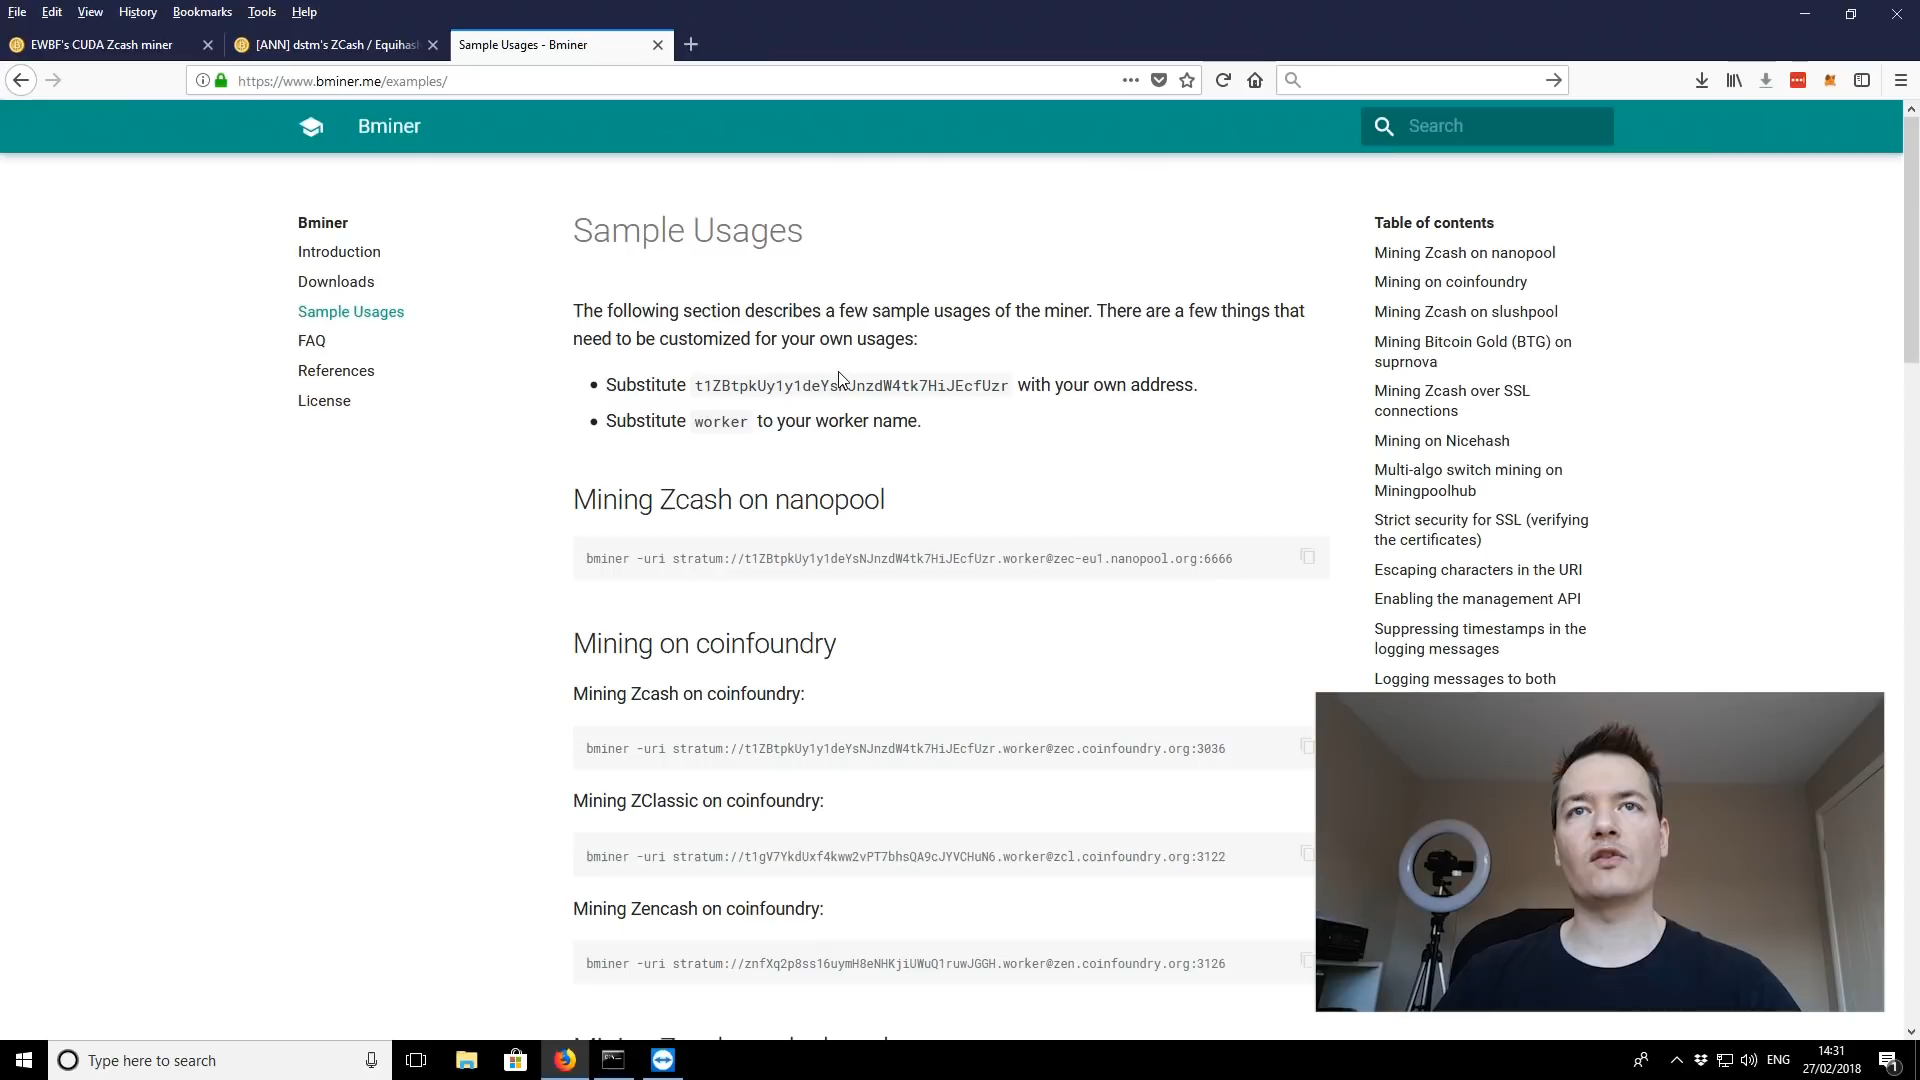 File Edit View History Bookmarks Tools Help
EWBF's CUDA Zcash miner
[ANN] dstm's ZCash / Equihash
Sample Usages - Bminer
https://www.bminer.me/examples/
Bminer
Search
Bminer
Introduction
Downloads
Sample Usages
FAQ
References
License
Sample Usages
The following section describes a few sample usages of the miner. There are a few things that
need to be customized for your own usages:
Substitute t1ZBtpkUy1y1deYsNJnzdW4tk7HiJEcfUzr with your own address.
Substitute worker to your worker name.
Mining Zcash on nanopool
bminer -uri stratum://t1ZBtpkUy1y1deYsNJnzdW4tk7HiJEcfUzr.worker@zec-eu1.nanopool.org:6666
Mining on coinfoundry
Mining Zcash on coinfoundry:
bminer -uri stratum://t1ZBtpkUy1y1deYsNJnzdW4tk7HiJEcfUzr.worker@zec.coinfoundry.org:3036
Mining ZClassic on coinfoundry:
bminer -uri stratum://t1gV7YkdUxf4kww2vPT7bhsQA9cJYVCHuN6.worker@zcl.coinfoundry.org:3122
Mining Zencash on coinfoundry:
bminer -uri stratum://znfXq2p8ss16uymH8eNHKjiUWuQ1ruwJGGH.worker@zen.coinfoundry.org:3126
Table of contents
Mining Zcash on nanopool
Mining on coinfoundry
Mining Zcash on slushpool
Mining Bitcoin Gold (BTG) on
suprnova
Mining Zcash over SSL
connections
Mining on Nicehash
Multi-algo switch mining on
Miningpoolhub
Strict security for SSL (verifying
the certificates)
Escaping characters in the URI
Enabling the management API
Suppressing timestamps in the
logging messages
Logging messages to both
Type here to search
ENG
14:31
27/02/2018
1